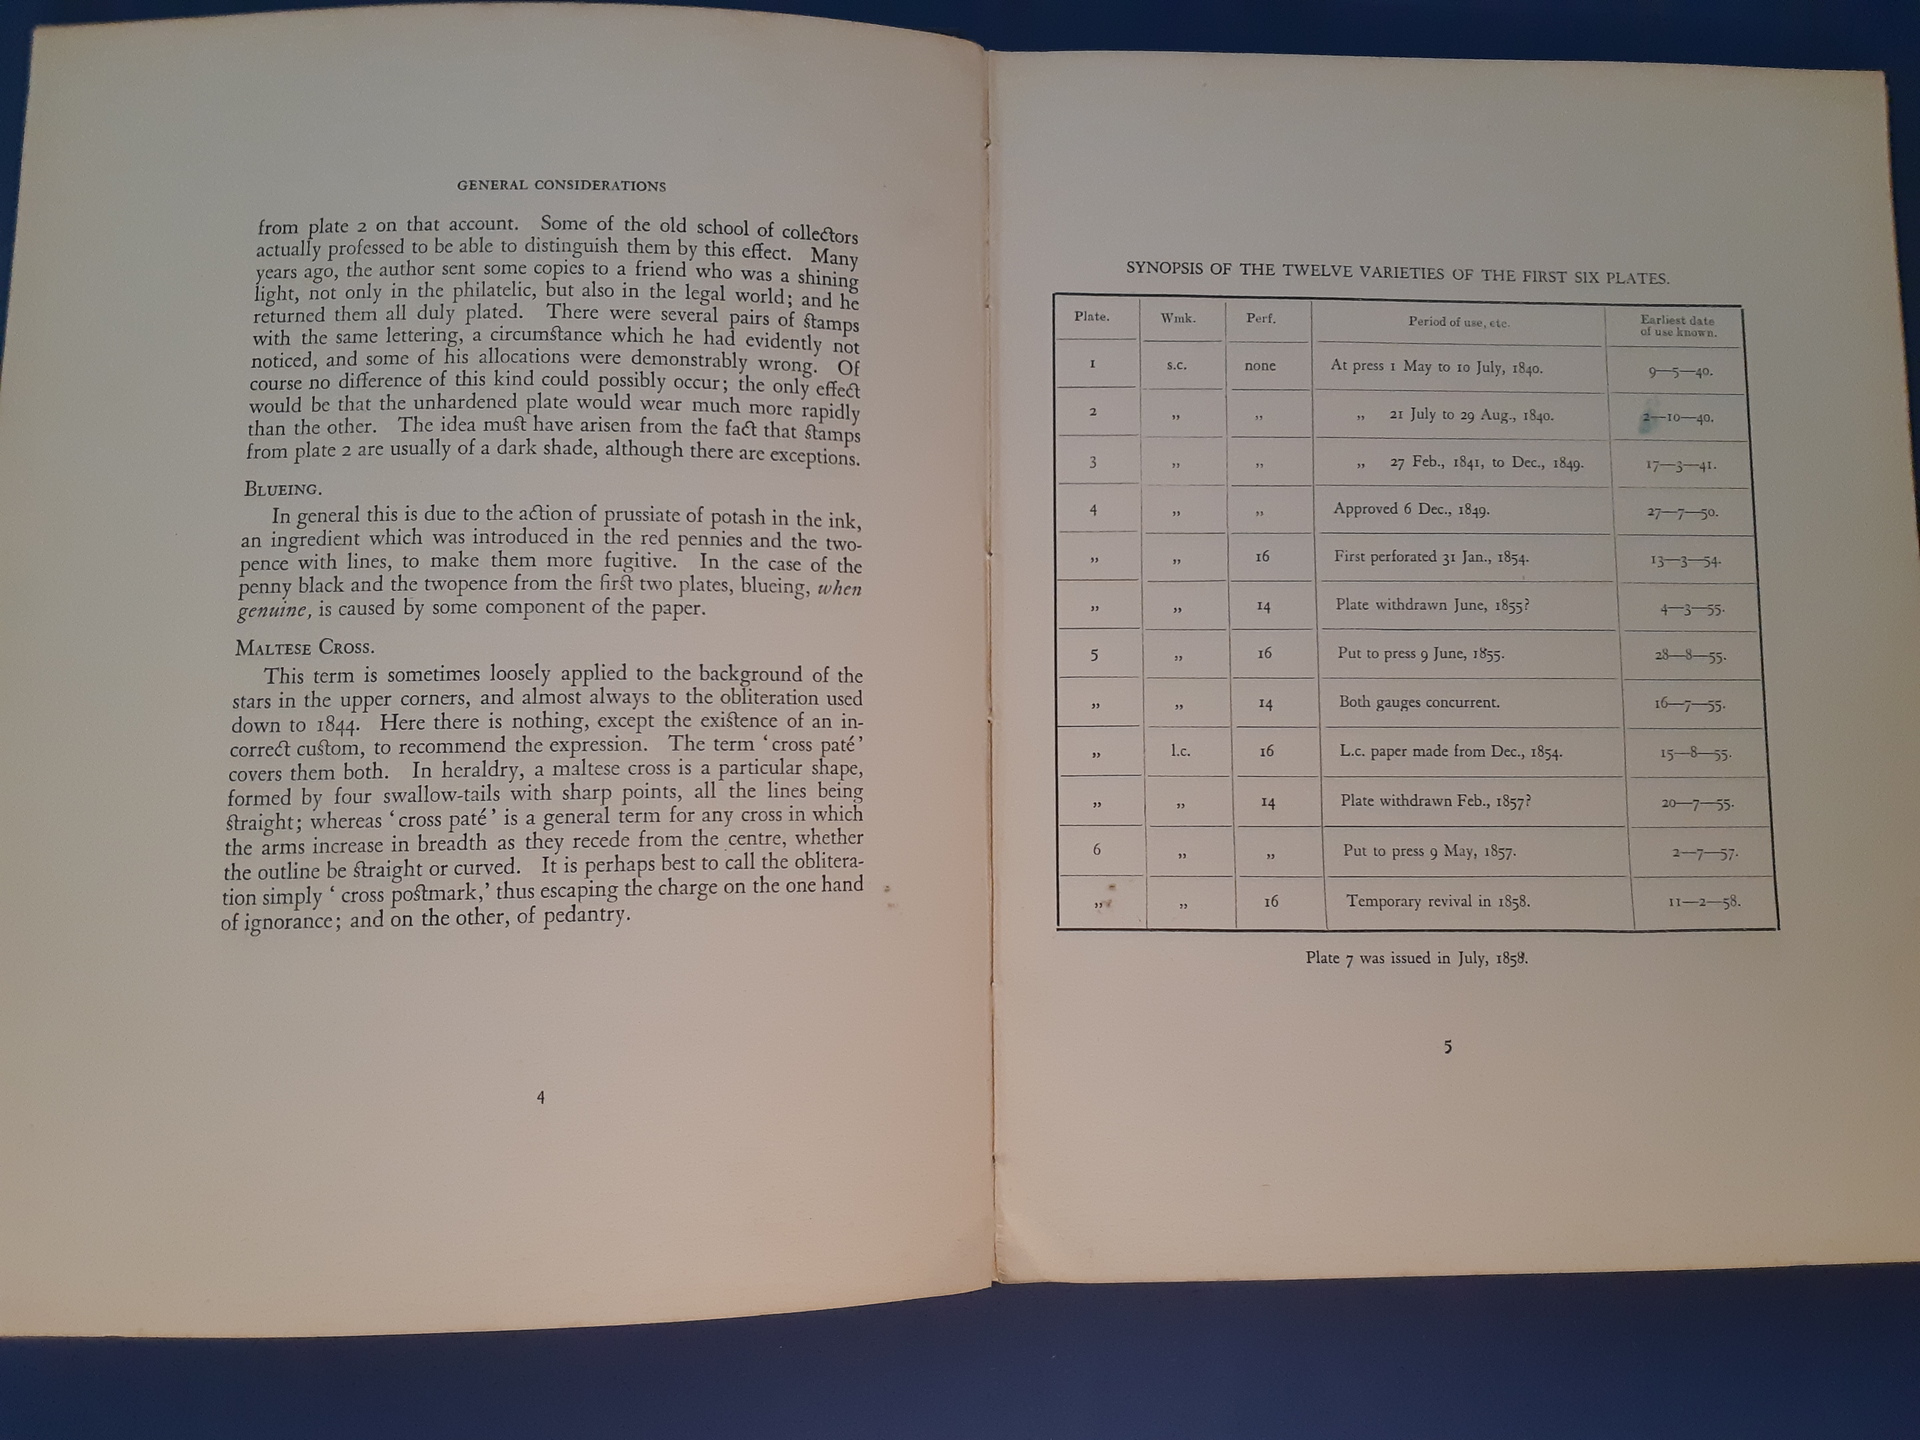 GENERAL CONSIDERATIONS
from plate 2 on that account. Some of the old school of collectors
actually professed to be able to distinguish them by this effect. Many
years ago, the author sent some copies to a friend who was a shining
light, not only in the philatelic, but also in the legal world; and he
returned them all duly plated. There were several pairs of stamps
with the same lettering, a circumstance which he had evidently not
noticed, and some of his allocations were demonstrably wrong. Of
course no difference of this kind could possibly occur; the only effect
would be that the unhardened plate would wear much more rapidly
than the other. The idea must have arisen from the fact that stamps
from plate 2 are usually of a dark shade, although there are exceptions.
BLUEING.
In general this is due to the action of prussiate of potash in the ink,
an ingredient which was introduced in the red pennies and the two-
pence with lines, to make them more fugitive. In the case of the
penny black and the twopence from the first two plates, blueing, when
genuine, is caused by some component of the paper.
MALTESE CROSS.
This term is sometimes loosely applied to the background of the
stars in the upper corners, and almost always to the obliteration used
down to 1844. Here there is nothing, except the existence of an in-
correct custom, to recommend the expression. The term ‘cross paté’
covers them both. In heraldry, a maltese cross is a particular shape,
formed by four swallow-tails with sharp points, all the lines being
straight; whereas ‘cross paté’ is a general term for any cross in which
the arms increase in breadth as they recede from the centre, whether
the outline be straight or curved. It is perhaps best to call the oblitera-
tion simply ‘cross postmark,’ thus escaping the charge on the one hand
of ignorance; and on the other, of pedantry.
4
SYNOPSIS OF THE TWELVE VARIETIES OF THE FIRST SIX PLATES.
Plate. Wmk. Perf. Period of use, etc. Earliest date
of use known.
1 s.c. none At press 1 May to 10 July, 1840. 9—5—40.
2 ,, ,, ,, 21 July to 29 Aug., 1840. 2—10—40.
3 ,, ,, ,, 27 Feb., 1841, to Dec., 1849. 17—3—41.
4 ,, ,, Approved 6 Dec., 1849. 27—7—50.
,, ,, 16 First perforated 31 Jan., 1854. 13—3—54.
,, ,, 14 Plate withdrawn June, 1855? 4—3—55.
5 ,, 16 Put to press 9 June, 1855. 28—8—55.
,, ,, 14 Both gauges concurrent. 16—7—55.
,, l.c. 16 L.c. paper made from Dec., 1854. 15—8—55.
,, ,, 14 Plate withdrawn Feb., 1857? 20—7—55.
6 ,, ,, Put to press 9 May, 1857. 2—7—57.
,, ,, 16 Temporary revival in 1858. 11—2—58.
Plate 7 was issued in July, 1858.
5